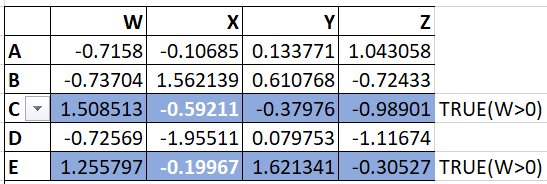 W X Y Z
A -0.7158 -0.10685 0.133771 1.043058
B -0.73704 1.562139 0.610768 -0.72433
C 1.508513 -0.59211 -0.37976 -0.98901 TRUE(W>0)
D -0.72569 -1.95511 0.079753 -1.11674
E 1.255797 -0.19967 1.621341 -0.30527 TRUE(W>0)